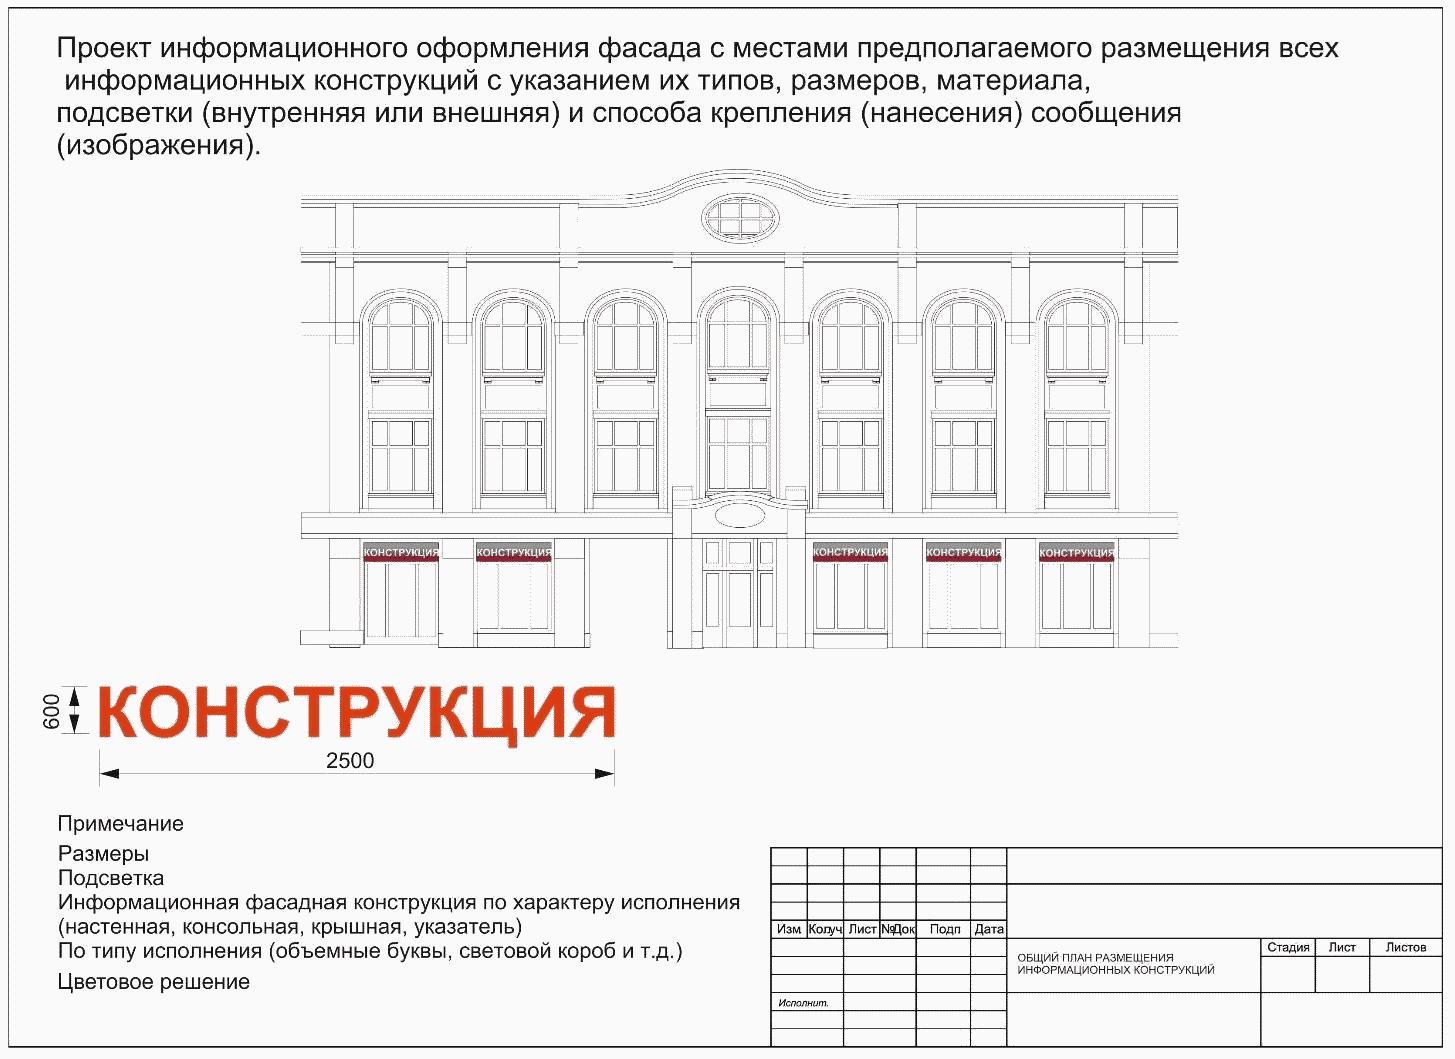 Проект информационного оформления фасада с местами предполагаемого размещения всех
информационных конструкций с указанием их типов, размеров, материала,
подсветки (внутренняя или внешняя) и способа крепления (нанесения) сообщения
(изображения).
КОНСТРУКЦИЯ КОНСТРУКЦИЯ КОНСТРУКЦИЯ КОНСТРУКЦИЯ КОНСТРУКЦИЯ
600
КОНСТРУКЦИЯ
2500
Примечание
Размеры
Подсветка
Информационная фасадная конструкция по характеру исполнения
(настенная, консольная, крышная, указатель)
По типу исполнения (объемные буквы, световой короб и т.д.)
Цветовое решение
Изм Колуч Лист №Док Подп Дата
ОБЩИЙ ПЛАН РАЗМЕЩЕНИЯ
ИНФОРМАЦИОННЫХ КОНСТРУКЦИЙ
Стадия Лист Листов
Исполнит.